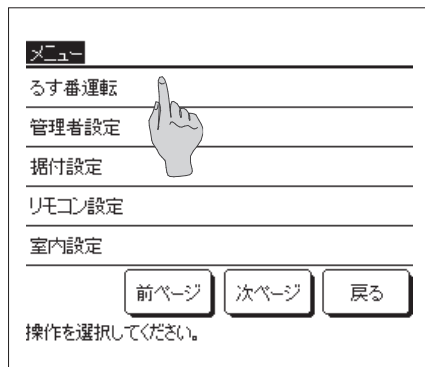 メニュー
るす番運転
管理者設定
据付設定
リモコン設定
室内設定
前ページ 次ページ 戻る
操作を選択してください。